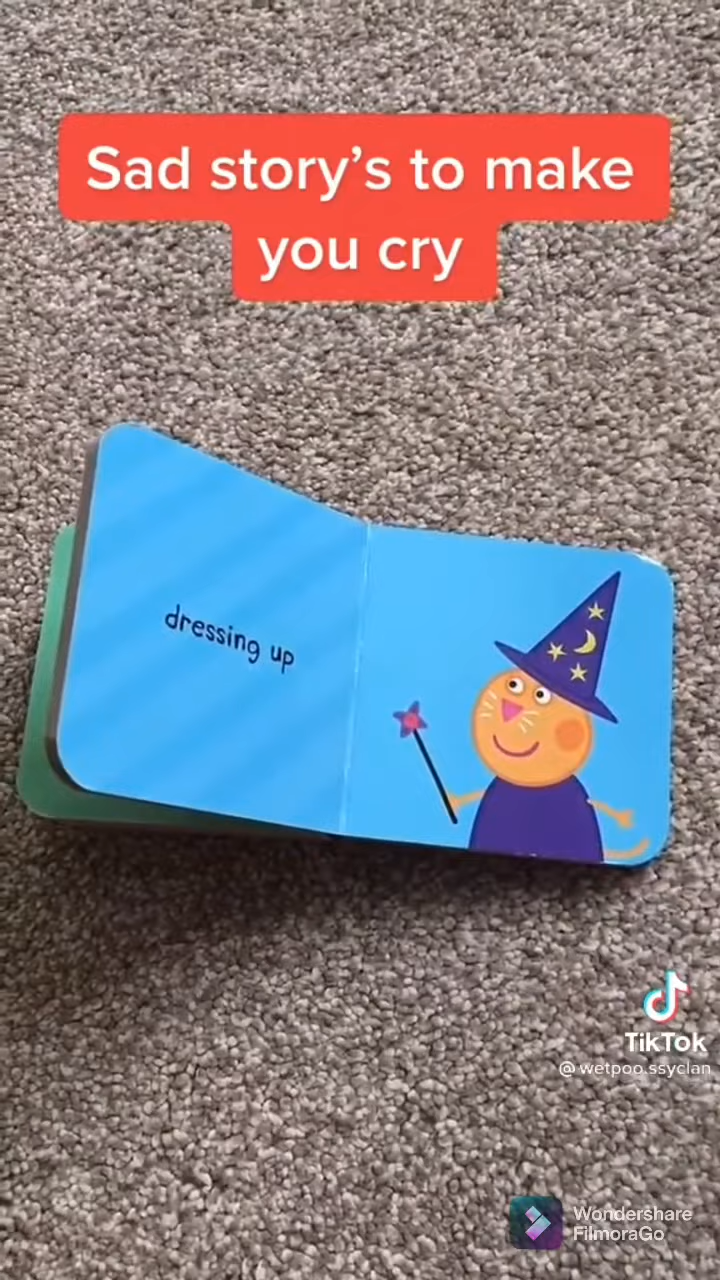 Sad story's to make
you cry
dressing up
TikTok
@wetpoo.ssyclan
Wondershare
FilmoraGo